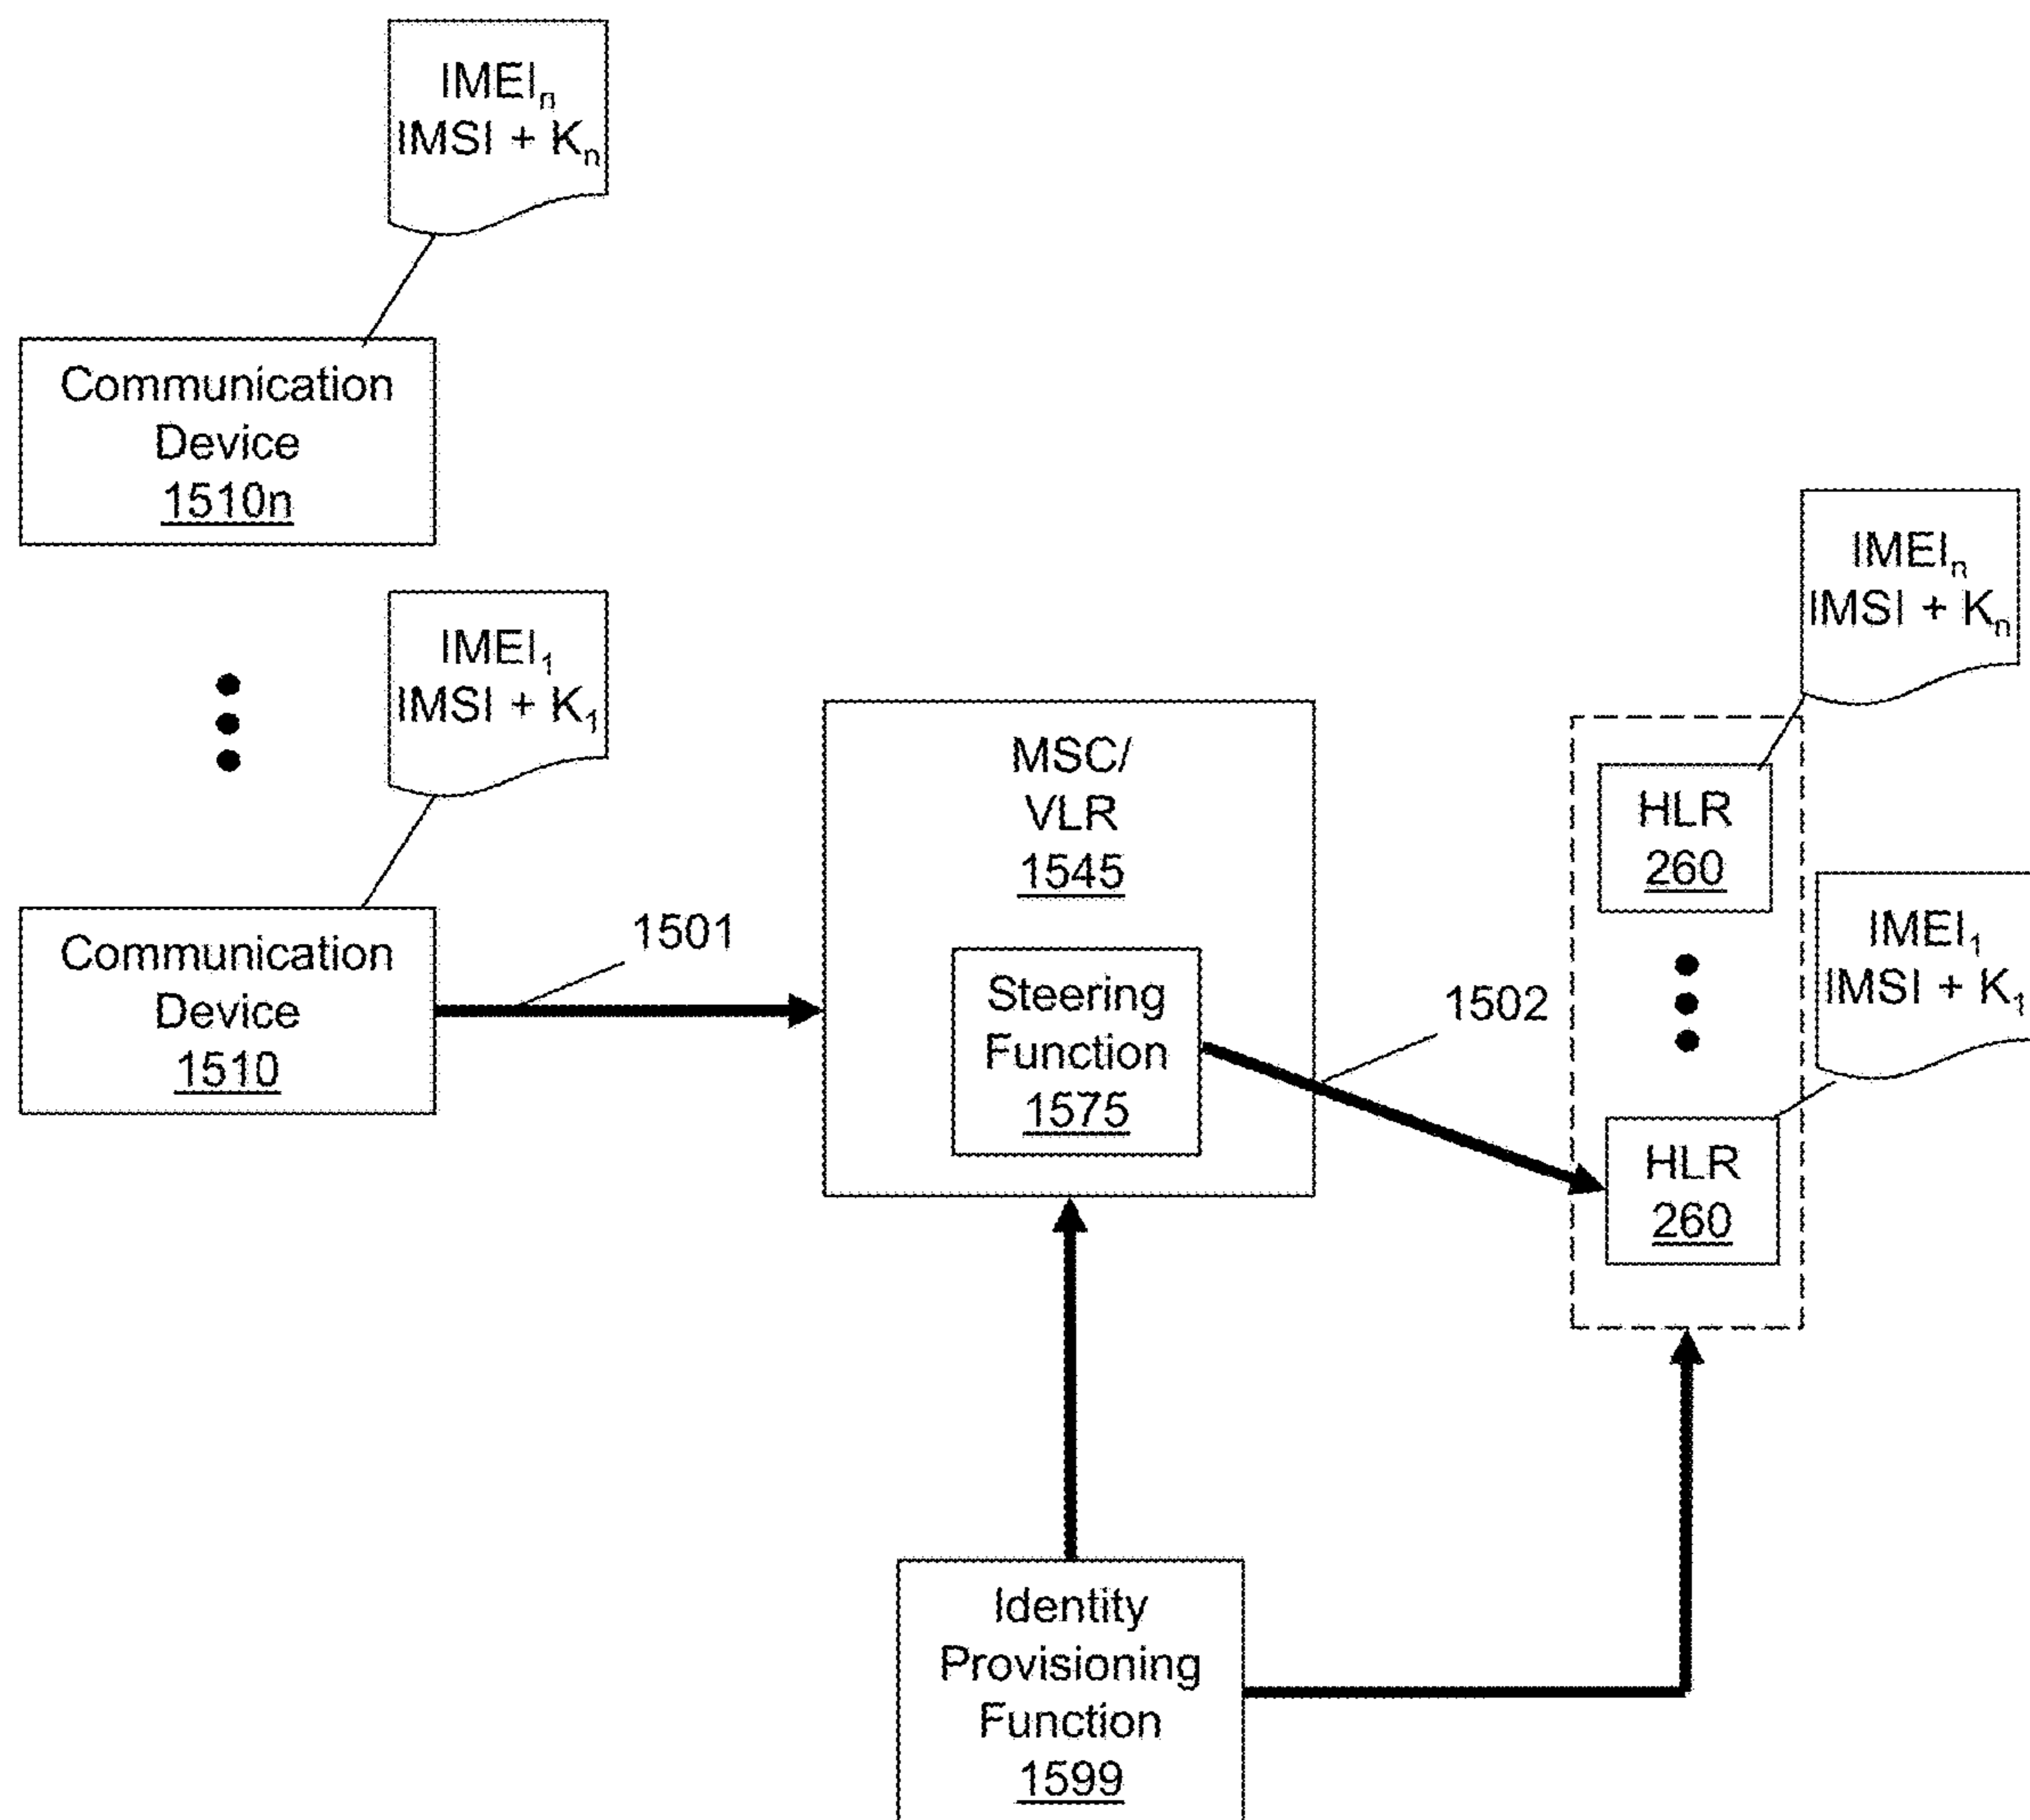 IMEIn
IMSI + Kn
Communication
Device
1510n
IMEI1
IMSI + K1
Communication
Device
1510
1501
MSC/
VLR
1545
Steering
Function
1575
1502
IMEIn
IMSI + Kn
HLR
260
IMEI1
IMSI + K1
HLR
260
Identity
Provisioning
Function
1599